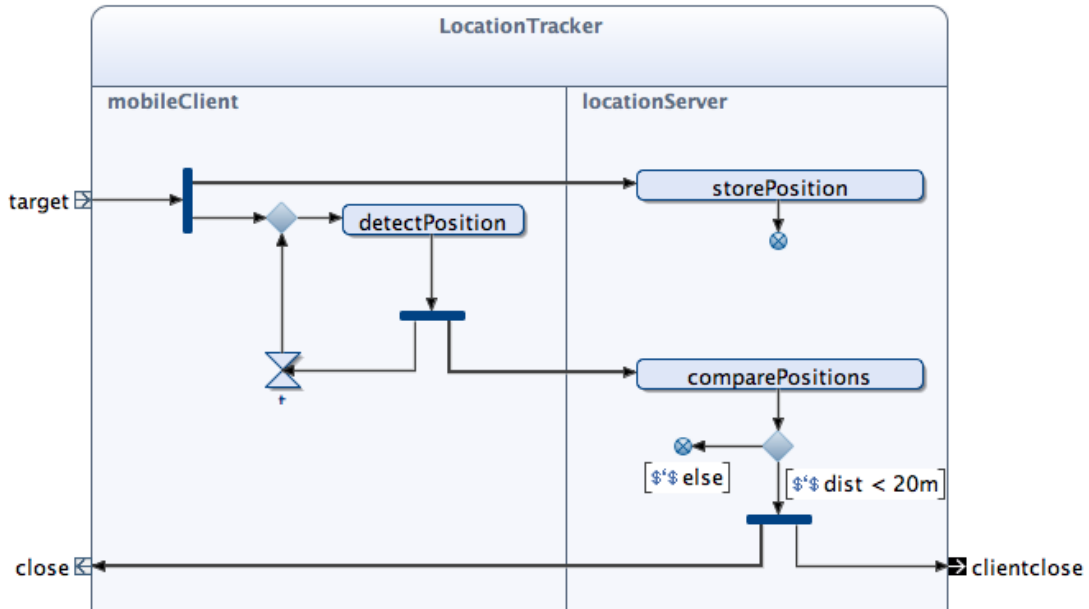 LocationTracker
mobileClient
locationServer
target
storePosition
detectPosition
t
comparePositions
[$‘$ else]
[$‘$ dist < 20m]
close
clientclose